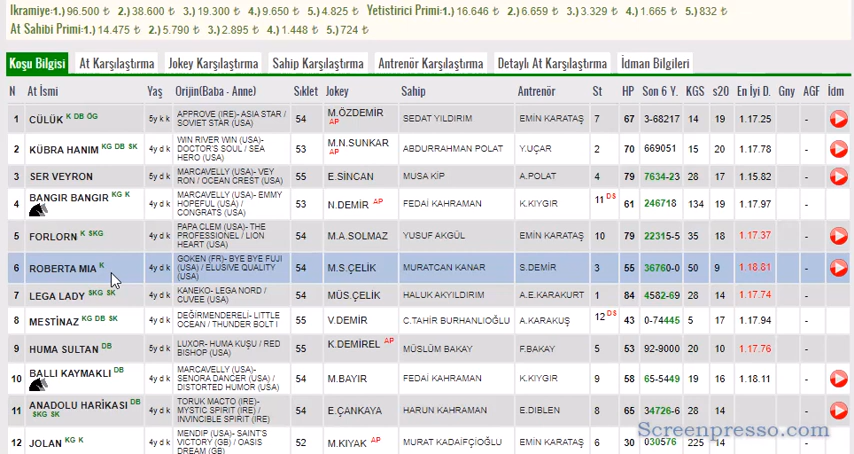 Ikramiye:1.) 96.500 ₺ 2.) 38.600 ₺ 3.) 19.300 ₺ 4.) 9.650 ₺ 5.) 4.825 ₺ Yetistirici Primi:1.) 16.646 ₺ 2.) 6.659 ₺ 3.) 3.329 ₺ 4.) 1.665 ₺ 5.) 832 ₺
At Sahibi Primi:1.) 14.475 ₺ 2.) 5.790 ₺ 3.) 2.895 ₺ 4.) 1.448 ₺ 5.) 724 ₺
Koşu Bilgisi At Karşılaştırma Jokey Karşılaştırma Sahip Karşılaştırma Antrenör Karşılaştırma Detaylı At Karşılaştırma İdman Bilgileri
N At İsmi Yaş Orijin(Baba - Anne) Sıklet Jokey Sahip Antrenör St HP Son 6 Y. KGS s20 En İyi D. Gny AGF İdm
1 CÜLÜK K DB ÖG 5y k k APPROVE (IRE)- ASIA STAR / SOVIET STAR (USA) 54 M.ÖZDEMİR AP SEDAT YILDIRIM EMİN KARATAŞ 7 67 3-68217 14 19 1.17.25 -
2 KÜBRA HANIM KG DB SK 4y d k WIN RIVER WIN (USA)- DOCTOR'S SOUL / SEA HERO (USA) 53 M.N.SUNKAR AP ABDURRAHMAN POLAT Y.UÇAR 2 70 669051 15 20 1.17.78 -
3 SER VEYRON 4y d k MARCAVELLY (USA)- VEY RON / OCEAN CREST (USA) 55 E.SİNCAN MUSA KİP A.POLAT 4 79 7634-23 28 17 1.15.82 -
4 BANGIR BANGIR KG K 4y d k MARCAVELLY (USA)- EMMY HOPEFUL (USA) / CONGRATS (USA) 53 N.DEMİR AP FEDAİ KAHRAMAN K.KIYGIR 11 DS 61 246718 134 19 1.17.97 -
5 FORLORN K SKG 4y d k PAPA CLEM (USA)- THE PROFESSIONEL / LION HEART (USA) 54 M.A.SOLMAZ YUSUF AKGÜL EMİN KARATAŞ 10 79 22315-5 35 18 1.17.37 -
6 ROBERTA MIA K 4y d k GOKEN (FR)- BYE BYE FUJI (USA) / ELUSIVE QUALITY (USA) 54 M.S.ÇELİK MURATCAN KANAR S.DEMİR 3 55 36760-0 50 9 1.18.81 -
7 LEGA LADY SKG SK 4y d k KANEKO- LEGA NORD / CUVEE (USA) 54 MÜS.ÇELİK HALUK AKYILDIRIM A.E.KARAKURT 1 84 4582-69 28 14 1.17.74 -
8 MESTİNAZ KG DB SK 4y d k DEĞİRMENDERELİ- LITTLE OCEAN / THUNDER BOLT I 55 V.DEMİR C.TAHİR BURHANLIOĞLU A.KARAKUŞ 12 DS 43 0-74445 5 17 1.17.94 -
9 HUMA SULTAN DB 5y d k LUXOR- HUMA KUŞU / RED BISHOP (USA) 55 K.DEMİREL AP MÜSLÜM BAKAY F.BAKAY 5 53 92-9000 20 10 1.17.76 -
10 BALLI KAYMAKLI DB 4y d k MARCAVELLY (USA)- SENORA DANCER (USA) / DISTORTED HUMOR (USA) 54 M.BAYIR FEDAİ KAHRAMAN K.KIYGIR 9 58 65-5449 19 16 1.18.11 -
11 ANADOLU HARİKASI DB SKG SK 4y d k TORUK MACTO (IRE)- MYSTIC SPIRIT (IRE) / INVINCIBLE SPIRIT (IRE) 54 E.ÇANKAYA HARUN KAHRAMAN E.DIBLEN 8 65 34726-6 28 14 -
12 JOLAN KG K 4y d k MENDIP (USA)- SAINT'S VICTORY (GB) / OASIS DREAM (GB) 52 M.KIYAK AP MURAT KADAİFÇİOĞLU EMİN KARATAŞ 6 30 030576 225 14 -
Screenpresso.com